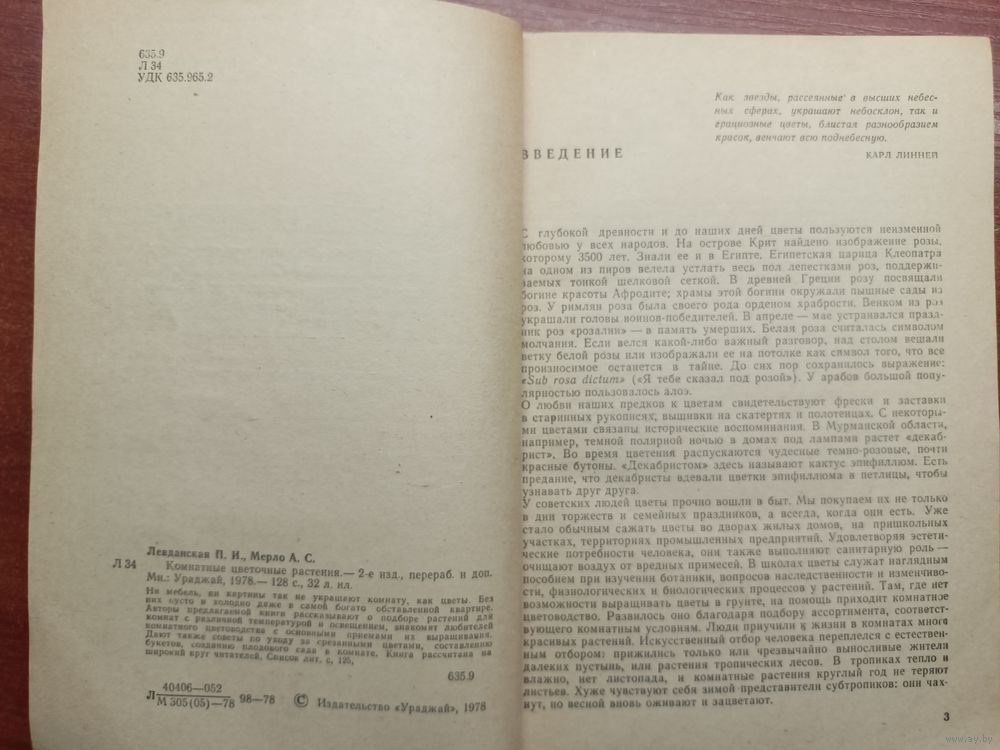 635.9
Л 34
УДК 635.965.2
Левданская П. И., Мерло А. С.
Л 34
Комнатные цветочные растения.— 2-е изд., перераб. и доп.
Мн.: Ураджай, 1978.— 128 с., 32 л. ил.
Ни мебель, ни картины так не украшают комнату, как цветы. Без
них пусто и холодно даже в самой богато обставленной квартире.
Авторы предлагаемой книги рассказывают о подборе растений для
комнат с различной температурой и освещением, знакомят любителей
комнатного цветоводства с основными приемами их выращивания.
Дают также советы по уходу за срезанными цветами, составлению
букетов, созданию плодового сада в комнате. Книга рассчитана на
широкий круг читателей. Список лит. с. 125.
635.9
Л 40406—052
М 305(05)—78 98—78 © Издательство «Ураджай», 1978
Как звезды, рассеянные в высших небес-
ных сферах, украшают небосклон, так и
грациозные цветы, блистая разнообразием
красок, венчают всю поднебесную.
КАРЛ ЛИННЕЙ
ВВЕДЕНИЕ
С глубокой древности и до наших дней цветы пользуются неизменной
любовью у всех народов. На острове Крит найдено изображение розы,
которому 3500 лет. Знали ее и в Египте. Египетская царица Клеопатра
на одном из пиров велела устлать весь пол лепестками роз, поддержи-
ваемых тонкой шелковой сеткой. В древней Греции розу посвящали
богине красоты Афродите; храмы этой богини окружали пышные сады из
роз. У римлян роза была своего рода орденом храбрости. Венком из роз
украшали головы воинов-победителей. В апреле — мае устраивался празд-
ник роз «розалии» — в память умерших. Белая роза считалась символом
молчания. Если велся какой-либо важный разговор, над столом вешали
ветку белой розы или изображали ее на потолке как символ того, что все
произносимое останется в тайне. До сих пор сохранилось выражение:
«Sub rosa dictum» («Я тебе сказал под розой»). У арабов большой попу-
лярностью пользовалось алоэ.
О любви наших предков к цветам свидетельствуют фрески и заставки
в старинных рукописях, вышивки на скатертях и полотенцах. С некоторы-
ми цветами связаны исторические воспоминания. В Мурманской области,
например, темной полярной ночью в домах под лампами растет «декаб-
рист». Во время цветения распускаются чудесные темно-розовые, почти
красные бутоны. «Декабристом» здесь называют кактус эпифиллюм. Есть
предание, что декабристы вдевали цветки эпифиллюма в петлицы, чтобы
узнавать друг друга.
У советских людей цветы прочно вошли в быт. Мы покупаем их не только
в дни торжеств и семейных праздников, а всегда, когда они есть. Уже
стало обычным сажать цветы во дворах жилых домов, на пришкольных
участках, территориях промышленных предприятий. Удовлетворяя эстети-
ческие потребности человека, они также выполняют санитарную роль —
очищают воздух от вредных примесей. В школах цветы служат наглядным
пособием при изучении ботаники, вопросов наследственности и изменчиво-
сти, физиологических и биологических процессов у растений. Там, где нет
возможности выращивать цветы в грунте, на помощь приходит комнатное
цветоводство. Развилось оно благодаря подбору ассортимента, соответст-
вующего комнатным условиям. Люди приучили к жизни в комнатах много
красивых растений. Искусственный отбор человека переплелся с естествен-
ным отбором: прижились только или чрезвычайно выносливые жители
далеких пустынь, или растения тропических лесов. В тропиках тепло и
влажно, нет листопада, и комнатные растения круглый год не теряют
листьев. Хуже чувствуют себя зимой представители субтропиков: они чах-
нут, но весной вновь оживают и зацветают.
3
www.ay.by